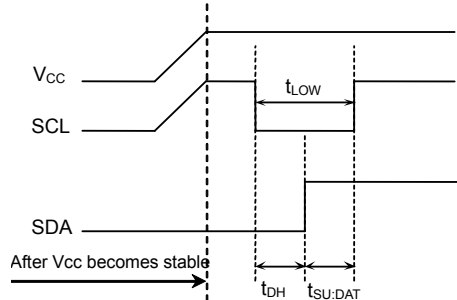 VCC
tLOW
SCL
SDA
After Vcc becomes stable
tDH
tSU:DAT